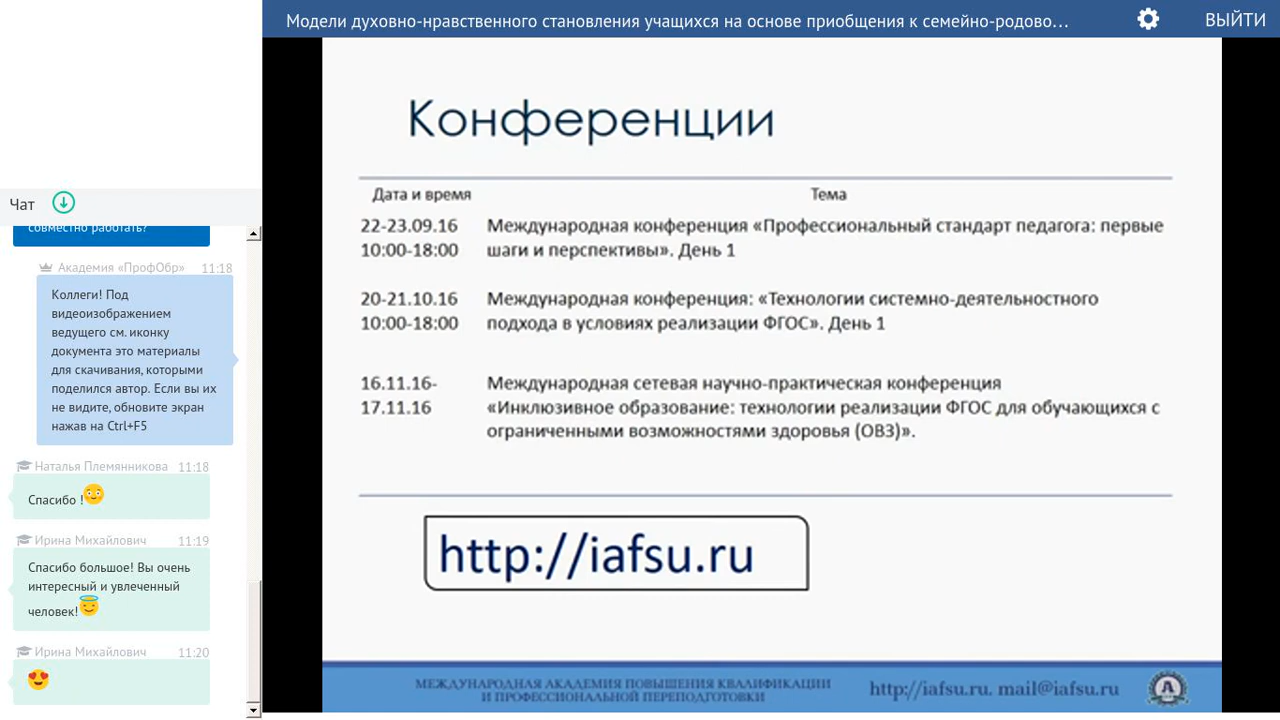 Модели духовно-нравственного становления учащихся на основе приобщения к семейно-родово...
ВЫЙТИ
Чат
совместно работать?
Академия «ПрофОбр» 11:18
Коллеги! Под
видеоизображением
ведущего см. иконку
документа это материалы
для скачивания, которыми
поделился автор. Если вы их
не видите, обновите экран
нажав на Ctrl+F5
Наталья Племянникова 11:18
Спасибо !
Ирина Михайлович 11:19
Спасибо большое! Вы очень
интересный и увлеченный
человек!
Ирина Михайлович 11:20
Конференции
Дата и время Тема
22-23.09.16 Международная конференция «Профессиональный стандарт педагога: первые
10:00-18:00 шаги и перспективы». День 1
20-21.10.16 Международная конференция: «Технологии системно-деятельностного
10:00-18:00 подхода в условиях реализации ФГОС». День 1
16.11.16- Международная сетевая научно-практическая конференция
17.11.16 «Инклюзивное образование: технологии реализации ФГОС для обучающихся с
ограниченными возможностями здоровья (ОВЗ)».
http://iafsu.ru
МЕЖДУНАРОДНАЯ АКАДЕМИЯ ПОВЫШЕНИЯ КВАЛИФИКАЦИИ
И ПРОФЕССИОНАЛЬНОЙ ПЕРЕПОДГОТОВКИ
http://iafsu.ru. mail@iafsu.ru